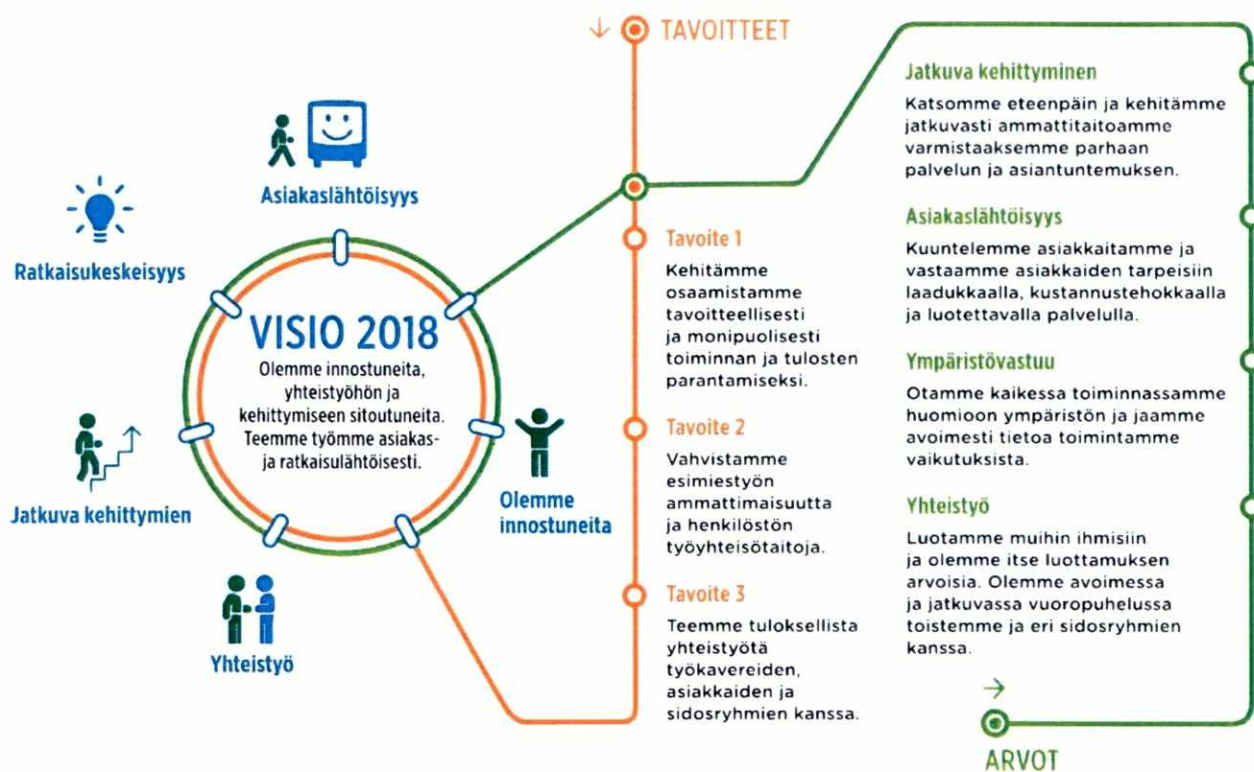 TAVOITTEET
Asiakaslähtöisyys
Ratkaisukeskeisyys
VISIO 2018
Olemme innostuneita,
yhteistyöhön ja
kehittymiseen sitoutuneita.
Teemme työmme asiakas-
ja ratkaisulähtöisesti.
Jatkuva kehittymien
Olemme
innostuneita
Yhteistyö
Tavoite 1
Kehitämme
osaamistamme
tavoitteellisesti
ja monipuolisesti
toiminnan ja tulosten
parantamiseksi.
Tavoite 2
Vahvistamme
esimiestyön
ammattimaisuutta
ja henkilöstön
työyhteisötaitoja.
Tavoite 3
Teemme tuloksellista
yhteistyötä
työkavereiden,
asiakkaiden ja
sidosryhmien kanssa.
Jatkuva kehittyminen
Katsomme eteenpäin ja kehitämme
jatkuvasti ammattitaitoamme
varmistaaksemme parhaan
palvelun ja asiantuntemuksen.
Asiakaslähtöisyys
Kuuntelemme asiakkaitamme ja
vastaamme asiakkaiden tarpeisiin
laadukkaalla, kustannustehokkaalla
ja luotettavalla palvelulla.
Ympäristövastuu
Otamme kaikessa toiminnassamme
huomioon ympäristön ja jaamme
avoimesti tietoa toimintamme
vaikutuksista.
Yhteistyö
Luotamme muihin ihmisiin
ja olemme itse luottamuksen
arvoisia. Olemme avoimessa
ja jatkuvassa vuoropuhelussa
toistemme ja eri sidosryhmien
kanssa.
ARVOT